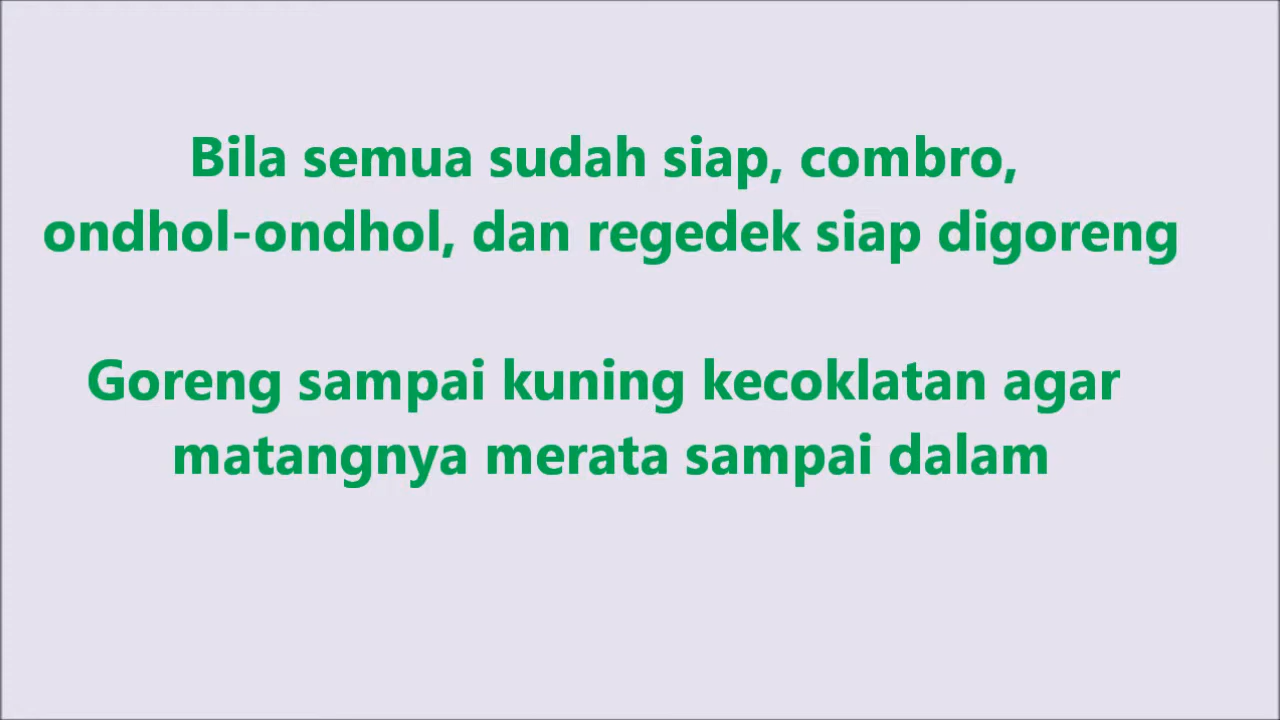 Bila semua sudah siap, combro,
ondhol-ondhol, dan regedek siap digoreng
Goreng sampai kuning kecoklatan agar
matangnya merata sampai dalam